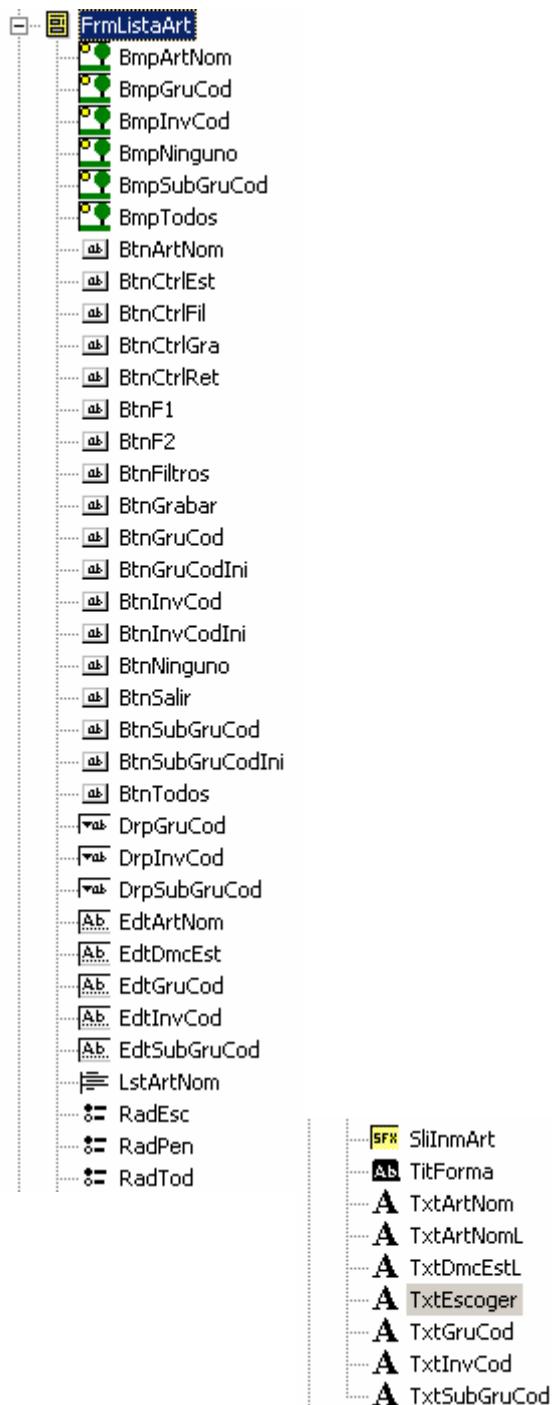 FrmListaArt
BmpArtNom
BmpGruCod
BmpInvCod
BmpNinguno
BmpSubGruCod
BmpTodos
BtnArtNom
BtnCtrlEst
BtnCtrlFil
BtnCtrlGra
BtnCtrlRet
BtnF1
BtnF2
BtnFiltros
BtnGrabar
BtnGruCod
BtnGruCodIni
BtnInvCod
BtnInvCodIni
BtnNinguno
BtnSalir
BtnSubGruCod
BtnSubGruCodIni
BtnTodos
DrpGruCod
DrpInvCod
DrpSubGruCod
EdtArtNom
EdtDmcEst
EdtGruCod
EdtInvCod
EdtSubGruCod
LstArtNom
RadEsc
RadPen
RadTod
SliInmArt
TitForma
TxtArtNom
TxtArtNomL
TxtDmcEstL
TxtEscoger
TxtGruCod
TxtInvCod
TxtSubGruCod